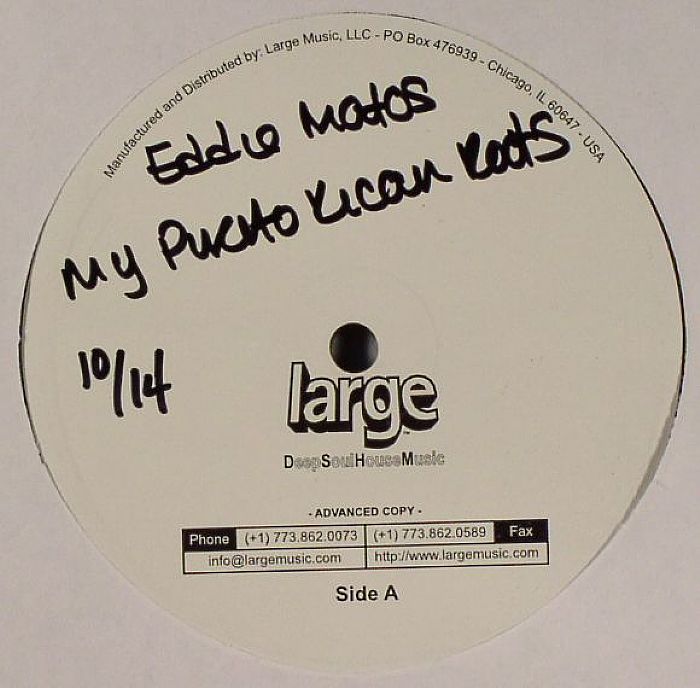 Manufactured and Distributed by: Large Music, LLC - PO Box 476939 - Chicago, IL 60647 - USA
Eddie Matos
My Puerto Rican Roots
10/14
large
DeepSoulHouseMusic
- ADVANCED COPY -
Phone (+1) 773.862.0073 (+1) 773.862.0589 Fax
info@largemusic.com http://www.largemusic.com
Side A